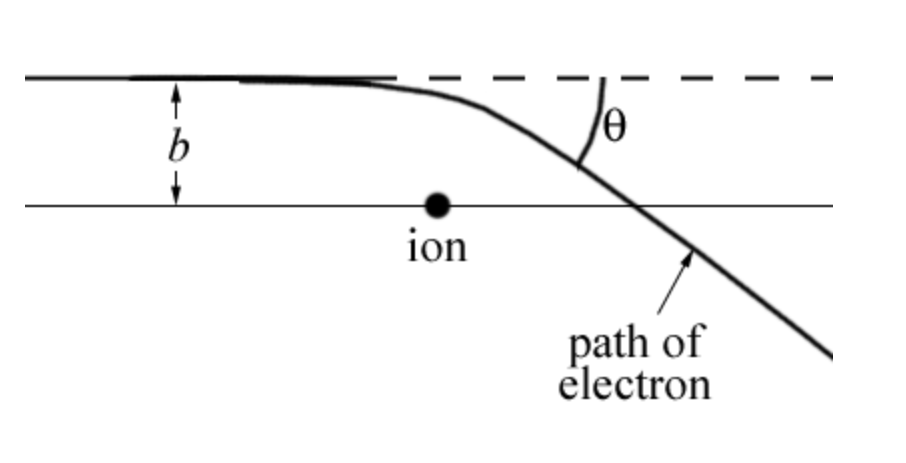 θ
b
ion
path of
electron